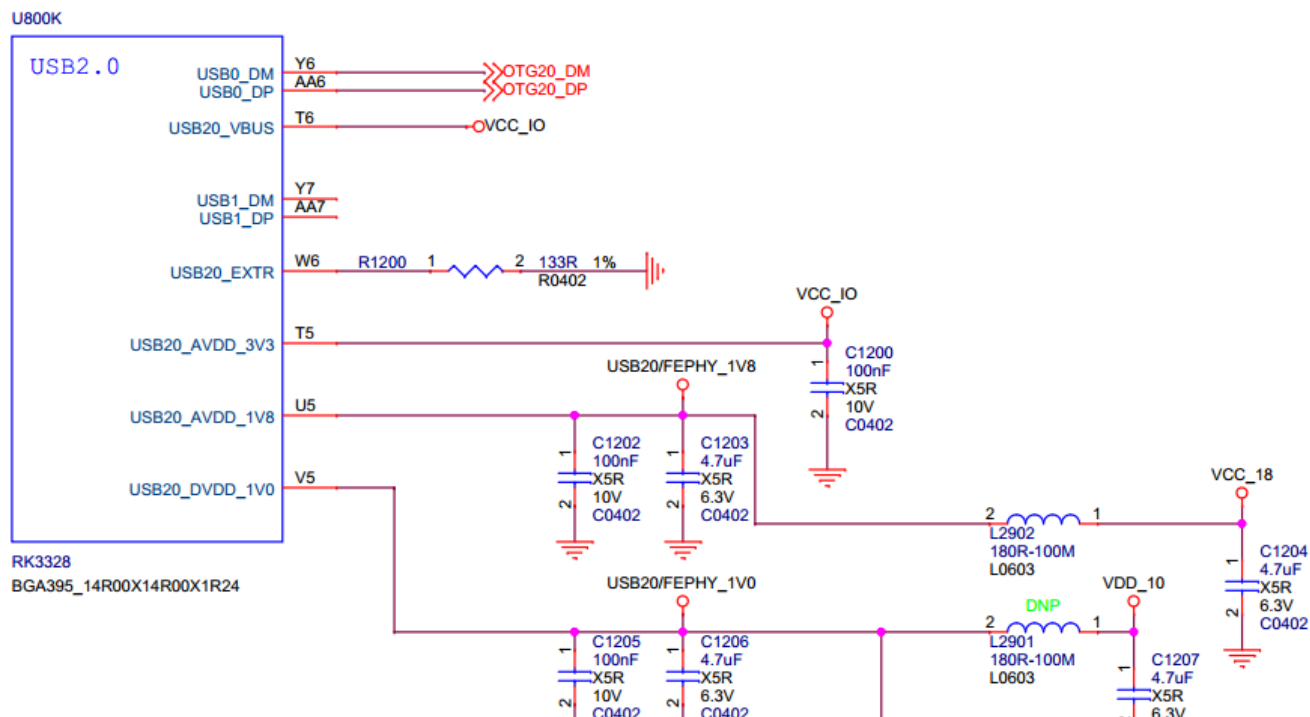 U800K
USB2.0
USB0_DM Y6 OTG20_DM
USB0_DP AA6 OTG20_DP
USB20_VBUS T6 VCC_IO
USB1_DM Y7
USB1_DP AA7
USB20_EXTR W6 R1200 1 2 133R 1%
R0402
VCC_IO
USB20_AVDD_3V3 T5
1 C1200
100nF
X5R
10V
2 C0402
USB20/FEPHY_1V8
USB20_AVDD_1V8 U5
1 C1202
100nF
X5R
10V
2 C0402
1 C1203
4.7uF
X5R
6.3V
2 C0402
USB20_DVDD_1V0 V5
VCC_18
2 1
L2902
180R-100M
L0603
1 C1204
4.7uF
X5R
6.3V
2 C0402
RK3328
BGA395_14R00X14R00X1R24
USB20/FEPHY_1V0
VDD_10
DNP
2 1
L2901
180R-100M
L0603
1 C1205
100nF
X5R
10V
2 C0402
1 C1206
4.7uF
X5R
6.3V
2 C0402
1 C1207
4.7uF
X5R
6.3V